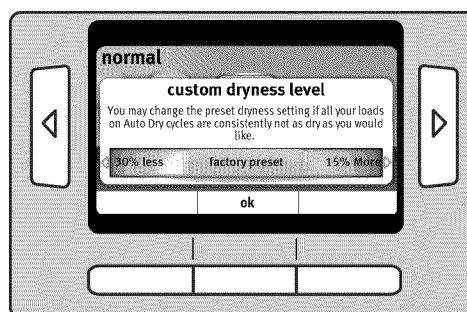 normal
custom dryness level
You may change the preset dryness setting if all your loads
on Auto Dry cycles are consistently not as dry as you would
like.
30% less factory preset 15% More
ok